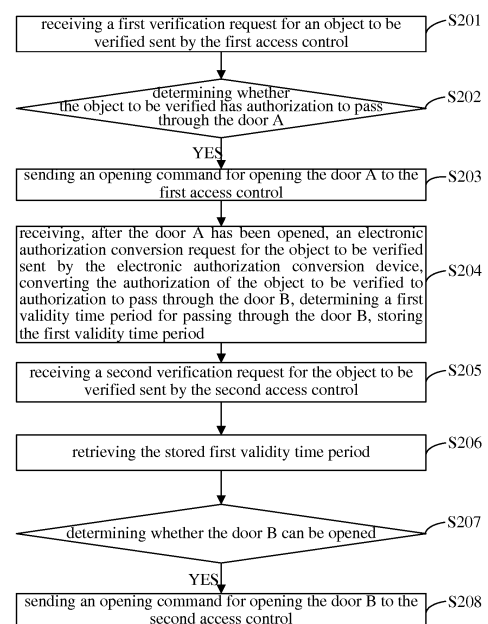 receiving a first verification request for an object to be
verified sent by the first access control
S201
determining whether
the object to be verified has authorization to pass
through the door A
S202
YES
sending an opening command for opening the door A to the
first access control
S203
receiving, after the door A has been opened, an electronic
authorization conversion request for the object to be verified
sent by the electronic authorization conversion device,
converting the authorization of the object to be verified to
authorization to pass through the door B, determining a first
validity time period for passing through the door B, storing
the first validity time period
S204
receiving a second verification request for the object to be
verified sent by the second access control
S205
retrieving the stored first validity time period
S206
determining whether the door B can be opened
S207
YES
sending an opening command for opening the door B to the
second access control
S208